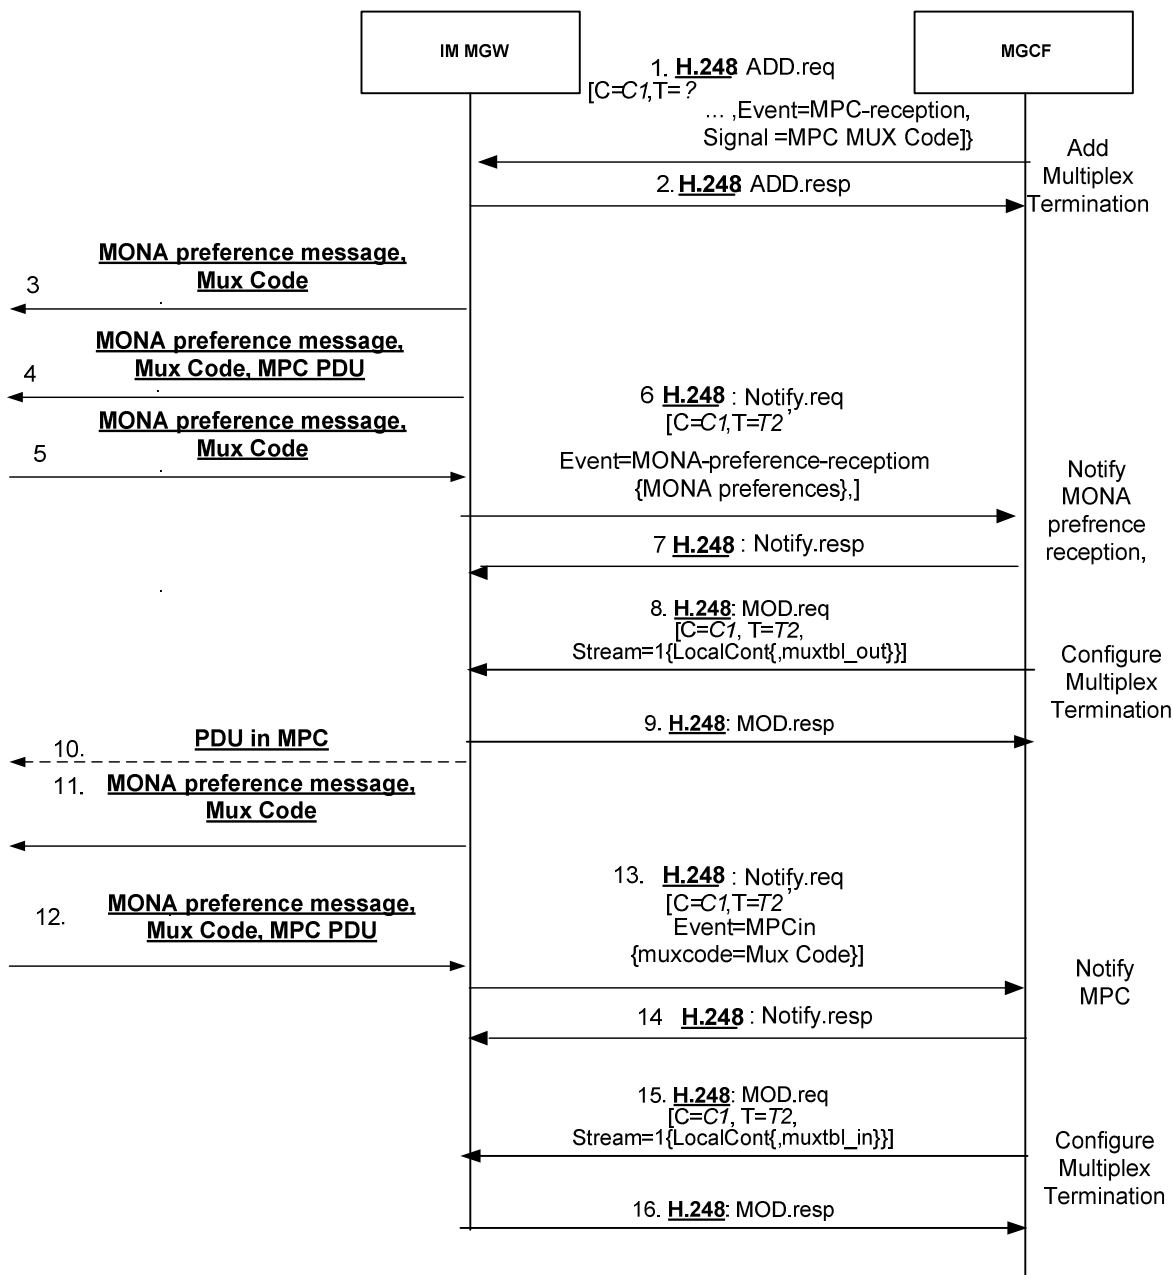 IM MGW
MGCF
1. H.248 ADD.req
[C=C1,T=?
... ,Event=MPC-reception,
Signal =MPC MUX Code]}
Add
Multiplex
Termination
2. H.248 ADD.resp
MONA preference message,
Mux Code
3
MONA preference message,
Mux Code, MPC PDU
4
MONA preference message,
Mux Code
5
6 H.248 : Notify.req
[C=C1,T=T2,
Event=MONA-preference-receptiom
{MONA preferences},]
Notify
MONA
prefrence
reception,
7 H.248 : Notify.resp
8. H.248: MOD.req
[C=C1, T=T2,
Stream=1{LocalCont{,muxtbl_out}}]
Configure
Multiplex
Termination
9. H.248: MOD.resp
10. PDU in MPC
11. MONA preference message,
Mux Code
12. MONA preference message,
Mux Code, MPC PDU
13. H.248 : Notify.req
[C=C1,T=T2,
Event=MPCin
{muxcode=Mux Code}]
Notify
MPC
14 H.248 : Notify.resp
15. H.248: MOD.req
[C=C1, T=T2,
Stream=1{LocalCont{,muxtbl_in}}]
Configure
Multiplex
Termination
16. H.248: MOD.resp